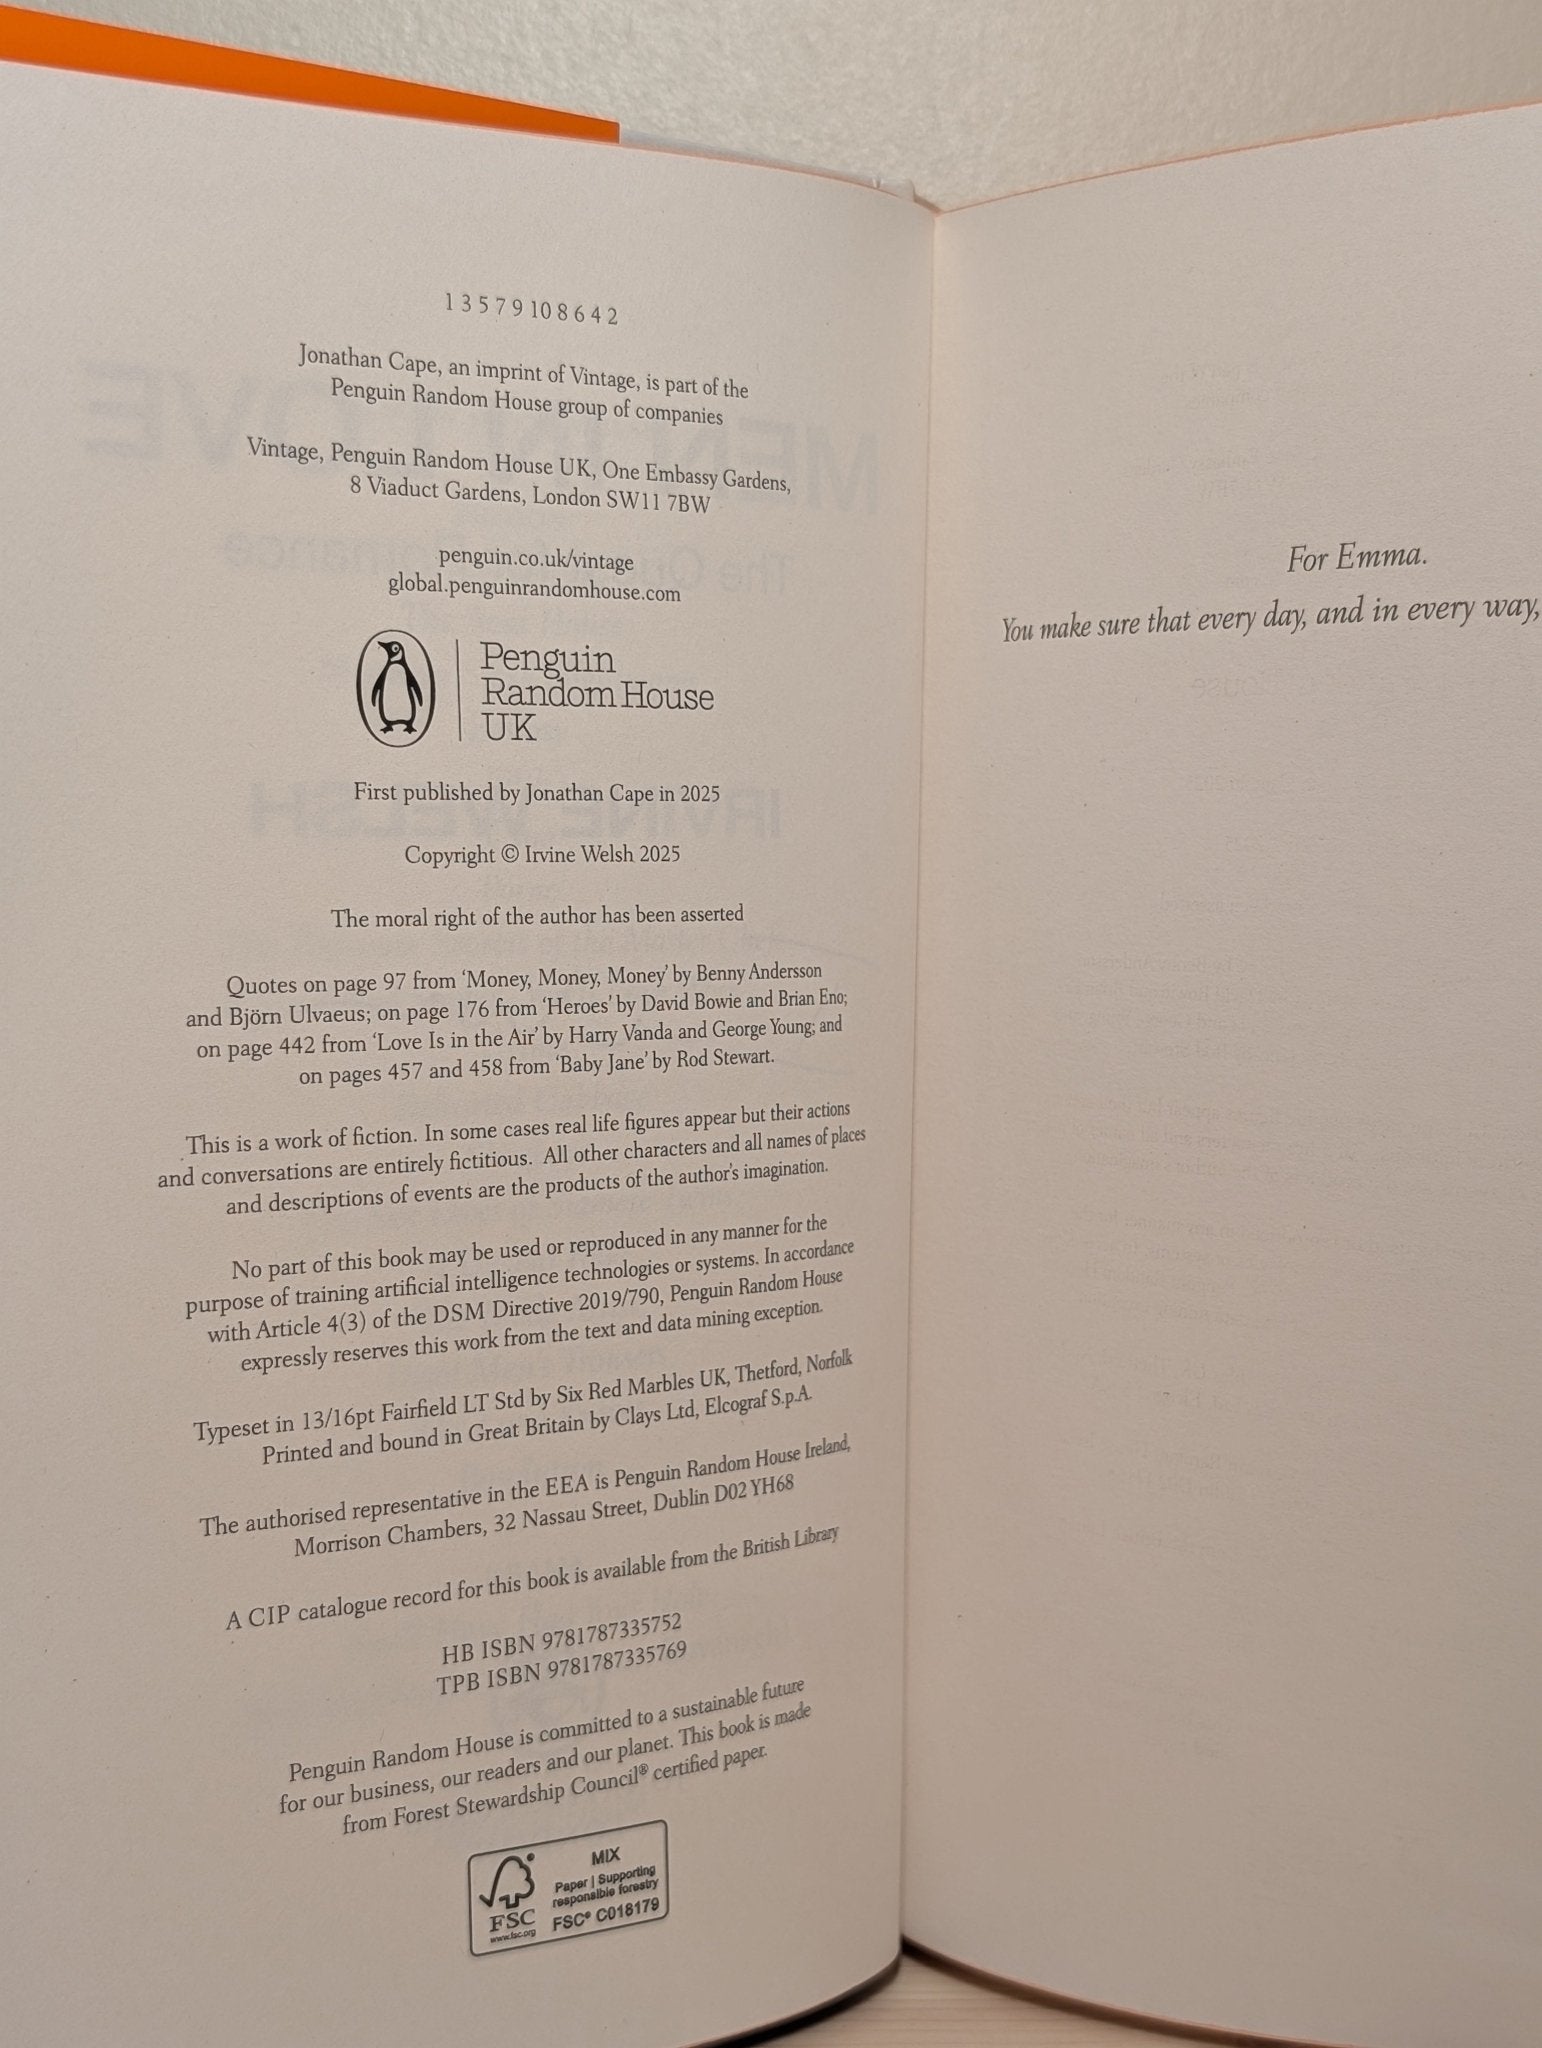 1 3 5 7 9 10 8 6 4 2
Jonathan Cape, an imprint of Vintage, is part of the
Penguin Random House group of companies
Vintage, Penguin Random House UK, One Embassy Gardens,
8 Viaduct Gardens, London SW11 7BW
penguin.co.uk/vintage
global.penguinrandomhouse.com
Penguin
Random House
UK
First published by Jonathan Cape in 2025
Copyright © Irvine Welsh 2025
The moral right of the author has been asserted
Quotes on page 97 from ‘Money, Money, Money’ by Benny Andersson
and Björn Ulvaeus; on page 176 from ‘Heroes’ by David Bowie and Brian Eno;
on page 442 from ‘Love Is in the Air’ by Harry Vanda and George Young; and
on pages 457 and 458 from ‘Baby Jane’ by Rod Stewart.
This is a work of fiction. In some cases real life figures appear but their actions
and conversations are entirely fictitious. All other characters and all names of places
and descriptions of events are the products of the author’s imagination.
No part of this book may be used or reproduced in any manner for the
purpose of training artificial intelligence technologies or systems. In accordance
with Article 4(3) of the DSM Directive 2019/790, Penguin Random House
expressly reserves this work from the text and data mining exception.
Typeset in 13/16pt Fairfield LT Std by Six Red Marbles UK, Thetford, Norfolk
Printed and bound in Great Britain by Clays Ltd, Elcograf S.p.A.
The authorised representative in the EEA is Penguin Random House Ireland,
Morrison Chambers, 32 Nassau Street, Dublin D02 YH68
A CIP catalogue record for this book is available from the British Library
HB ISBN 9781787335752
TPB ISBN 9781787335769
Penguin Random House is committed to a sustainable future
for our business, our readers and our planet. This book is made
from Forest Stewardship Council® certified paper.
FSC
www.fsc.org
MIX
Paper | Supporting
responsible forestry
FSC® C018179
For Emma.
You make sure that every day, and in every way,